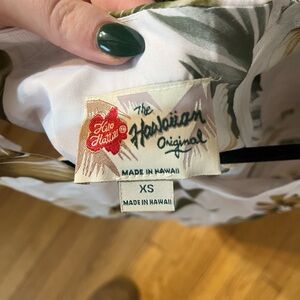 Hilo
Hattie
The
Hawaiian
Original
MADE IN HAWAII
XS
MADE IN HAWAII